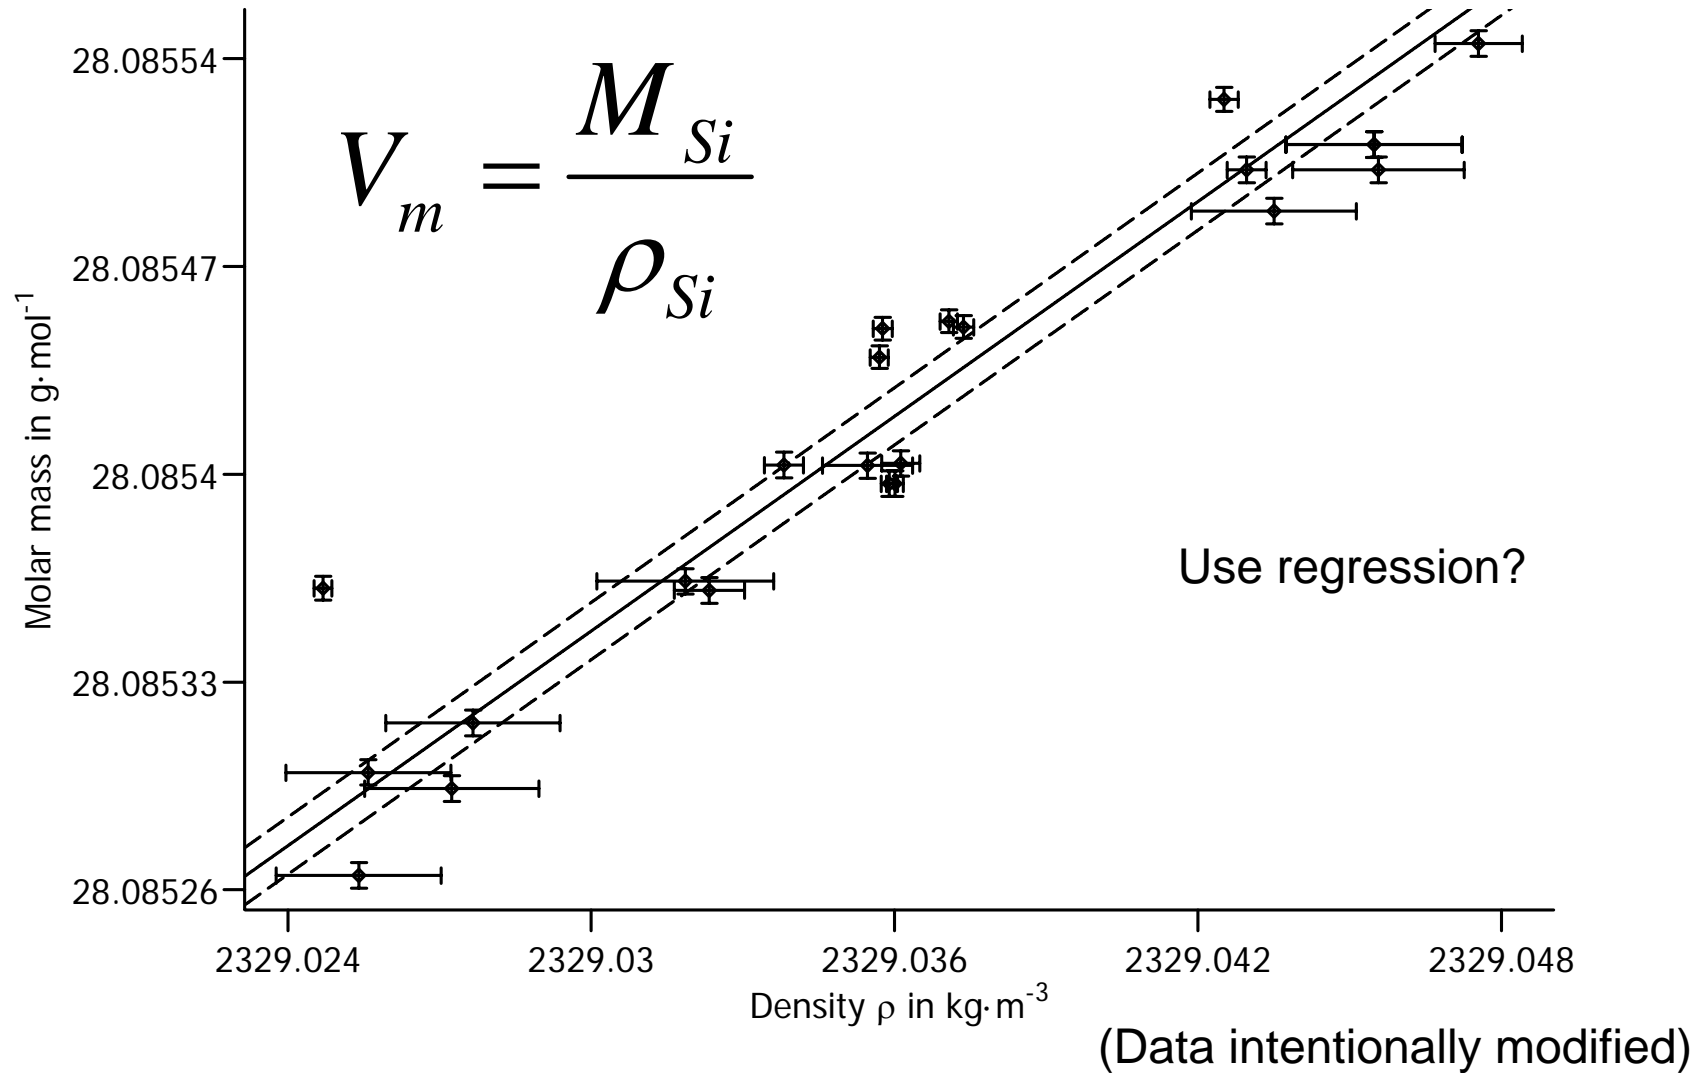 28.08554
28.08547
28.0854
28.08533
28.08526
Molar mass in g·mol⁻¹
V_m = M_Si / ρ_Si
Use regression?
2329.024 2329.03 2329.036 2329.042 2329.048
Density ρ in kg·m⁻³
(Data intentionally modified)